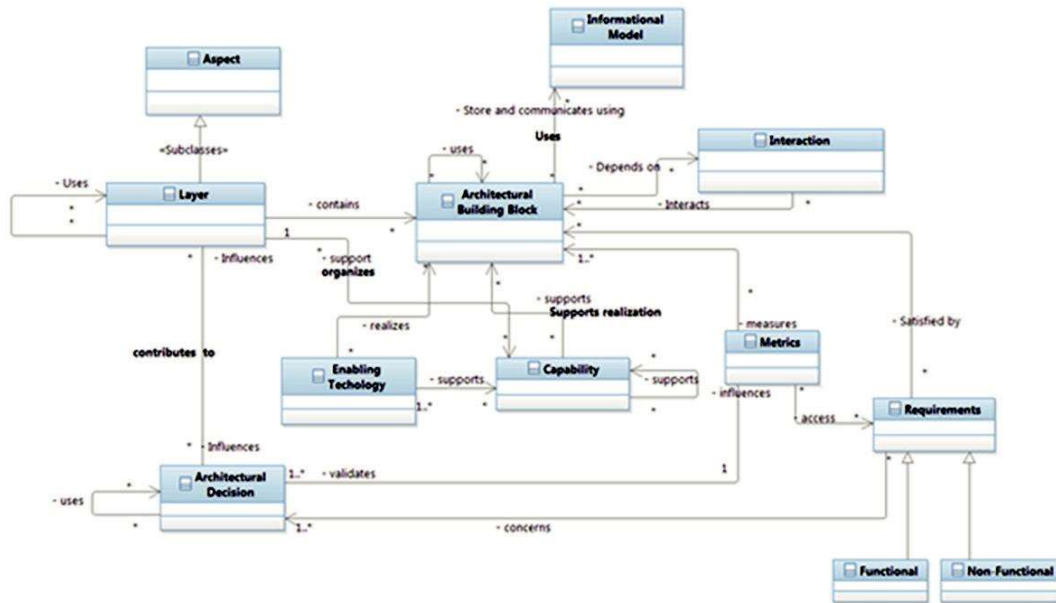 Informational
Model
Aspect
- Store and communicates using
*
Uses
*
«Subclasses»
- uses
*
*
Interaction
- Depends on
*
*
- Interacts
*
*
- Uses
*
*
Layer
- contains
*
Architectural
Building Block
*
1
*
- support
organizes
*
- Influences
1..*
*
*
- supports
Supports realization
- realizes
*
*
*
- measures
Metrics
*
- Satisfied by
*
contributes to
Enabling
Techology
- supports
1..*
*
Capability
*
- supports
*
- influences
*
- access
*
Requirements
*
* - Influences
Architectural
Decision
1..*
- validates
1
- uses
*
*
1..*
- concerns
Functional
Non-Functional